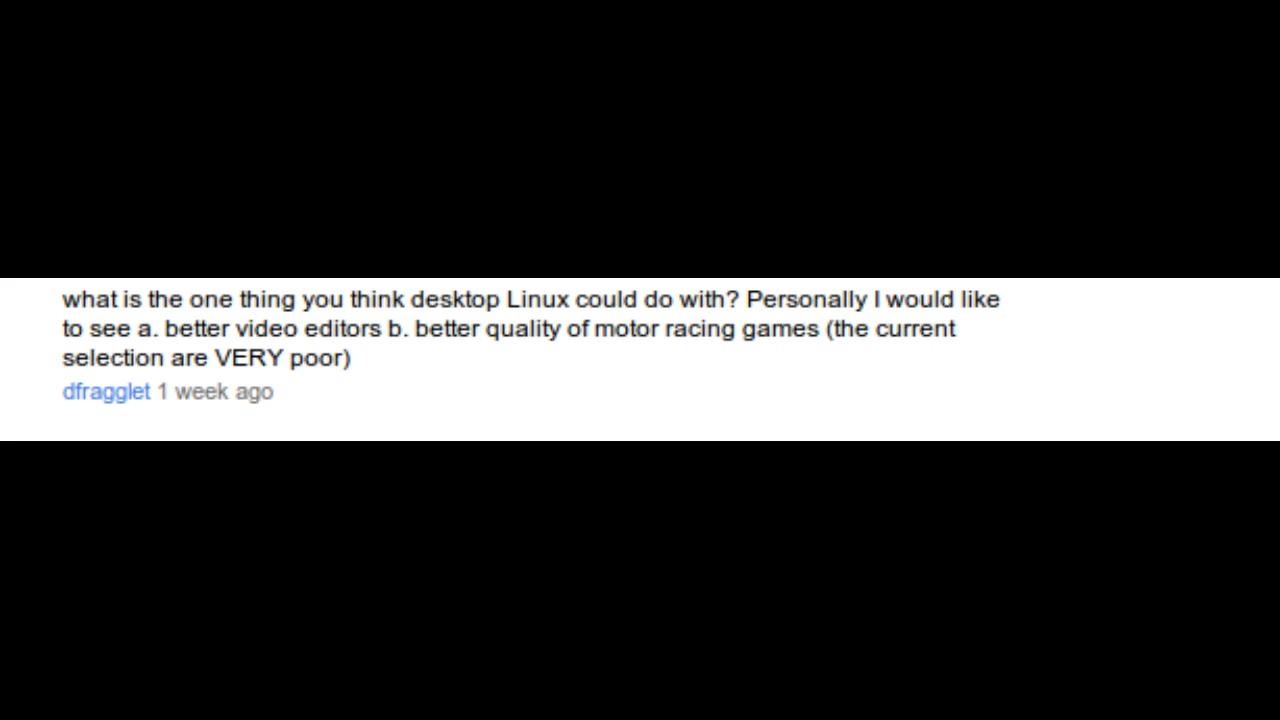 what is the one thing you think desktop Linux could do with? Personally I would like
to see a. better video editors b. better quality of motor racing games (the current
selection are VERY poor)
dfragglet 1 week ago